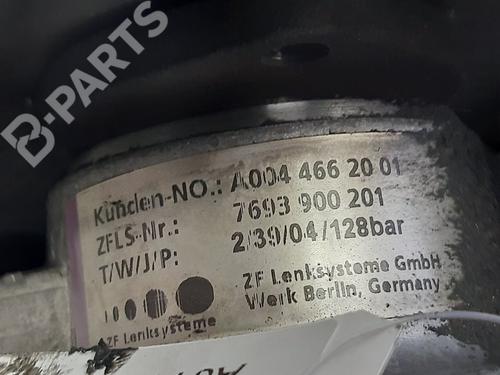 B-PARTS
Kunden-NO.: A004 466 20 01
ZFLS-Nr.: 7693 900 201
T/W/J/P: 2/39/04/128bar
ZF Lenksysteme GmbH
Werk Berlin, Germany
ZF Lenksysteme